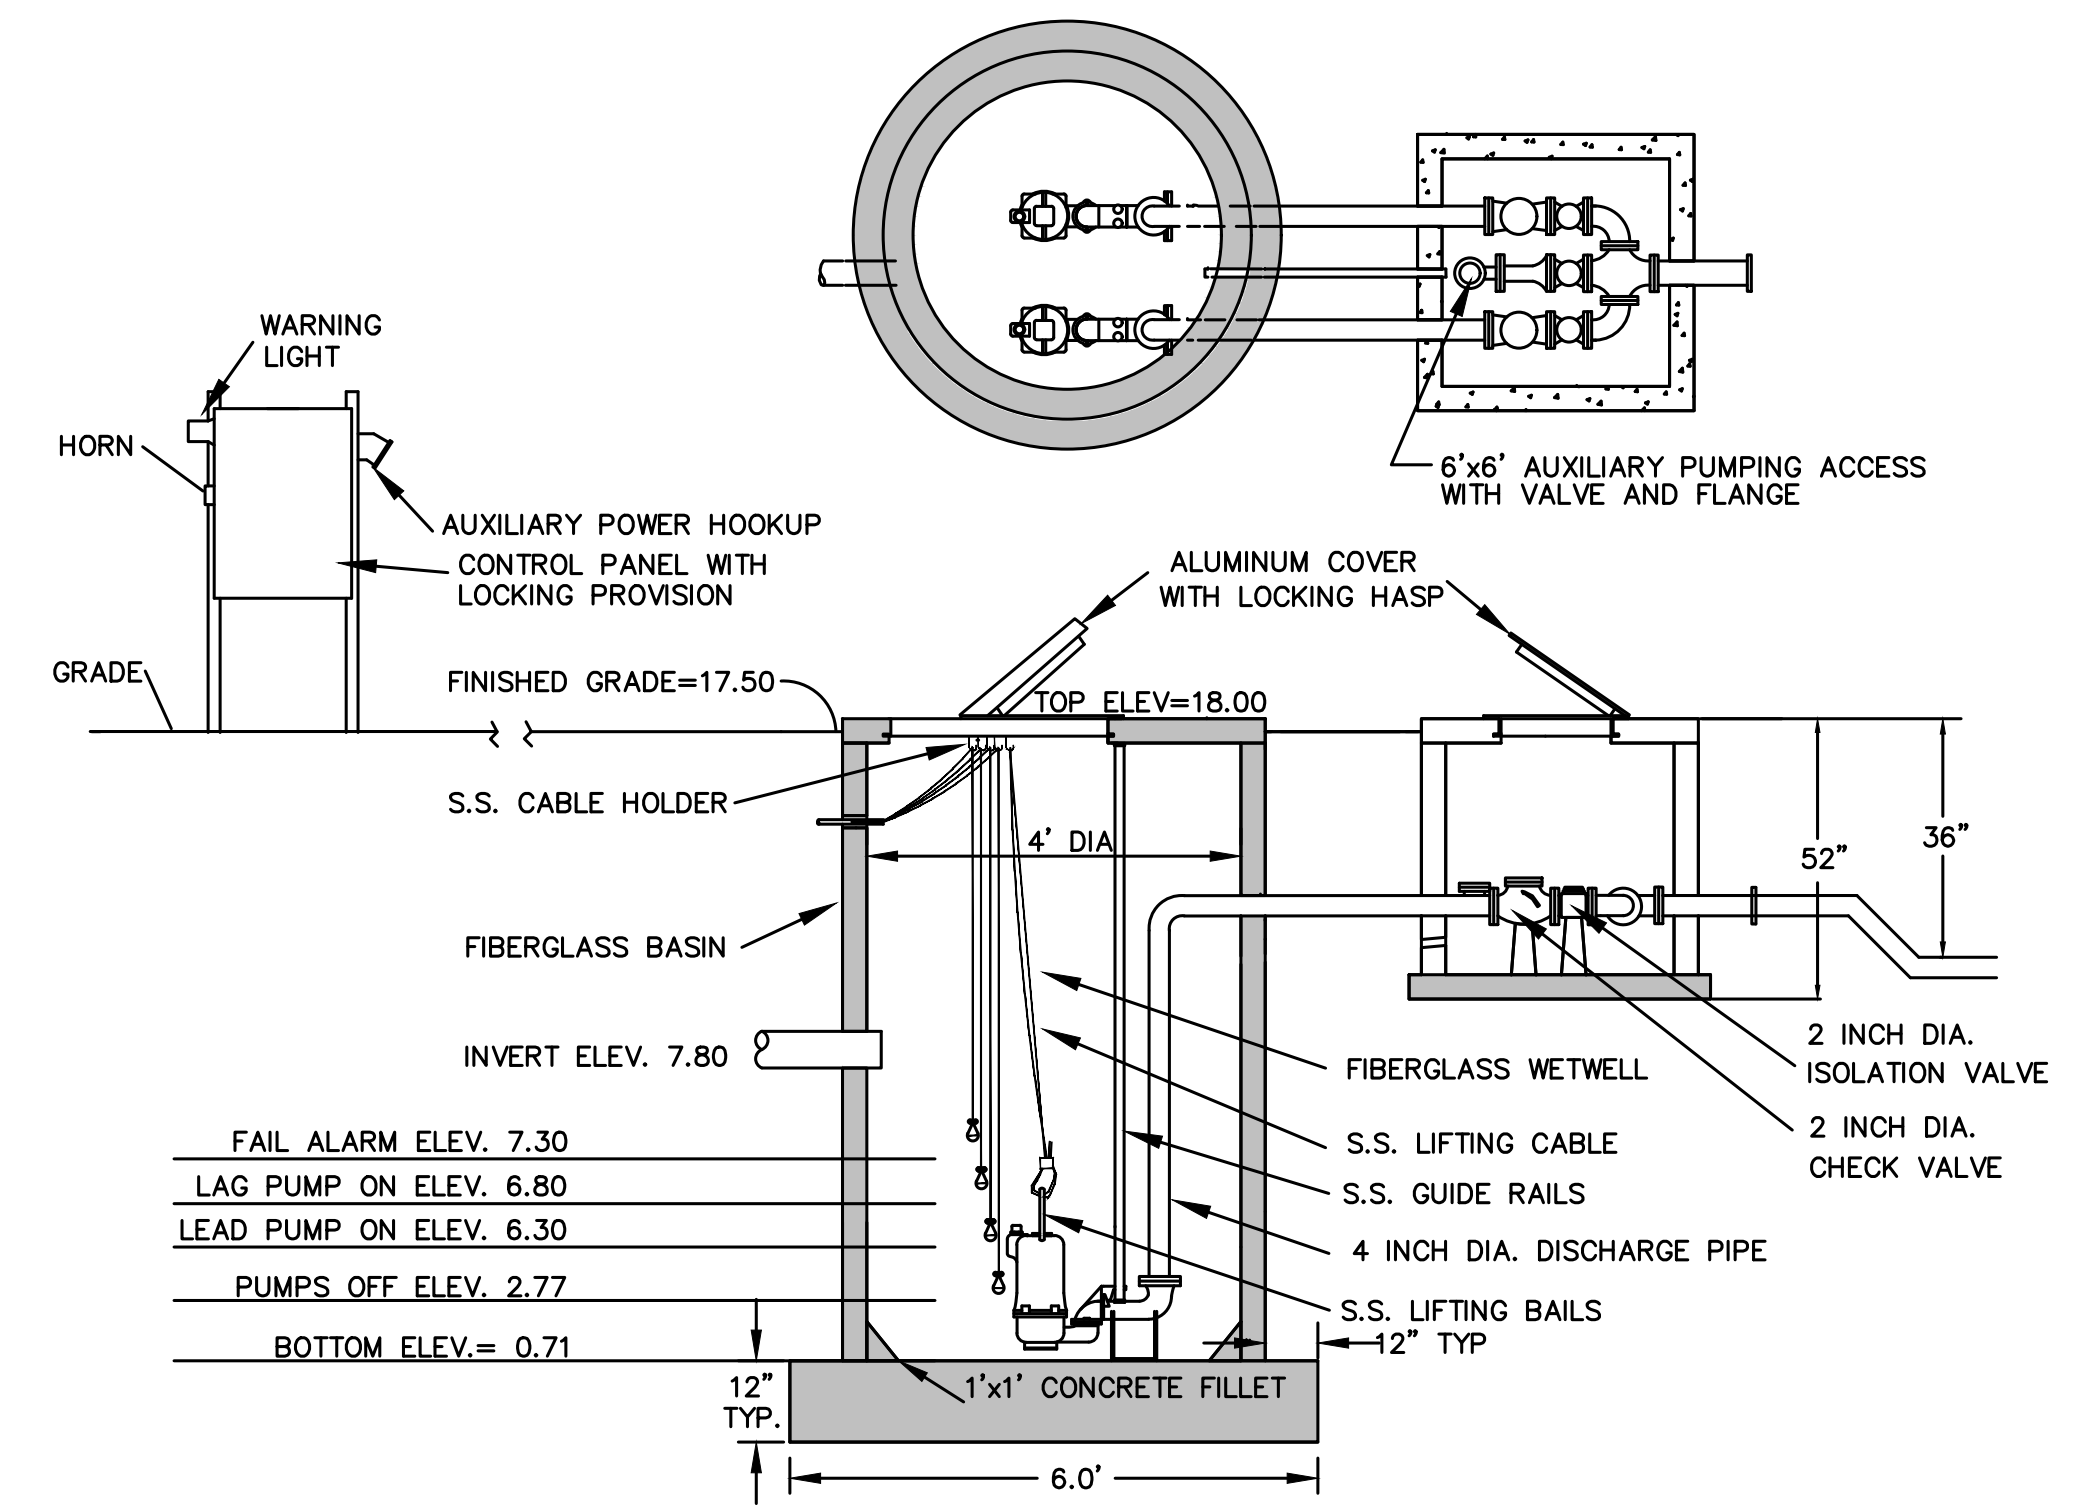 WARNING
LIGHT
HORN
AUXILIARY POWER HOOKUP
CONTROL PANEL WITH
LOCKING PROVISION
GRADE
6'x6' AUXILIARY PUMPING ACCESS
WITH VALVE AND FLANGE
ALUMINUM COVER
WITH LOCKING HASP
FINISHED GRADE=17.50
TOP ELEV=18.00
S.S. CABLE HOLDER
4' DIA
52"
36"
FIBERGLASS BASIN
INVERT ELEV. 7.80
FAIL ALARM ELEV. 7.30
LAG PUMP ON ELEV. 6.80
LEAD PUMP ON ELEV. 6.30
PUMPS OFF ELEV. 2.77
BOTTOM ELEV.= 0.71
2 INCH DIA.
ISOLATION VALVE
2 INCH DIA.
CHECK VALVE
FIBERGLASS WETWELL
S.S. LIFTING CABLE
S.S. GUIDE RAILS
4 INCH DIA. DISCHARGE PIPE
S.S. LIFTING BAILS
12" TYP
12"
TYP.
1'x1' CONCRETE FILLET
6.0'